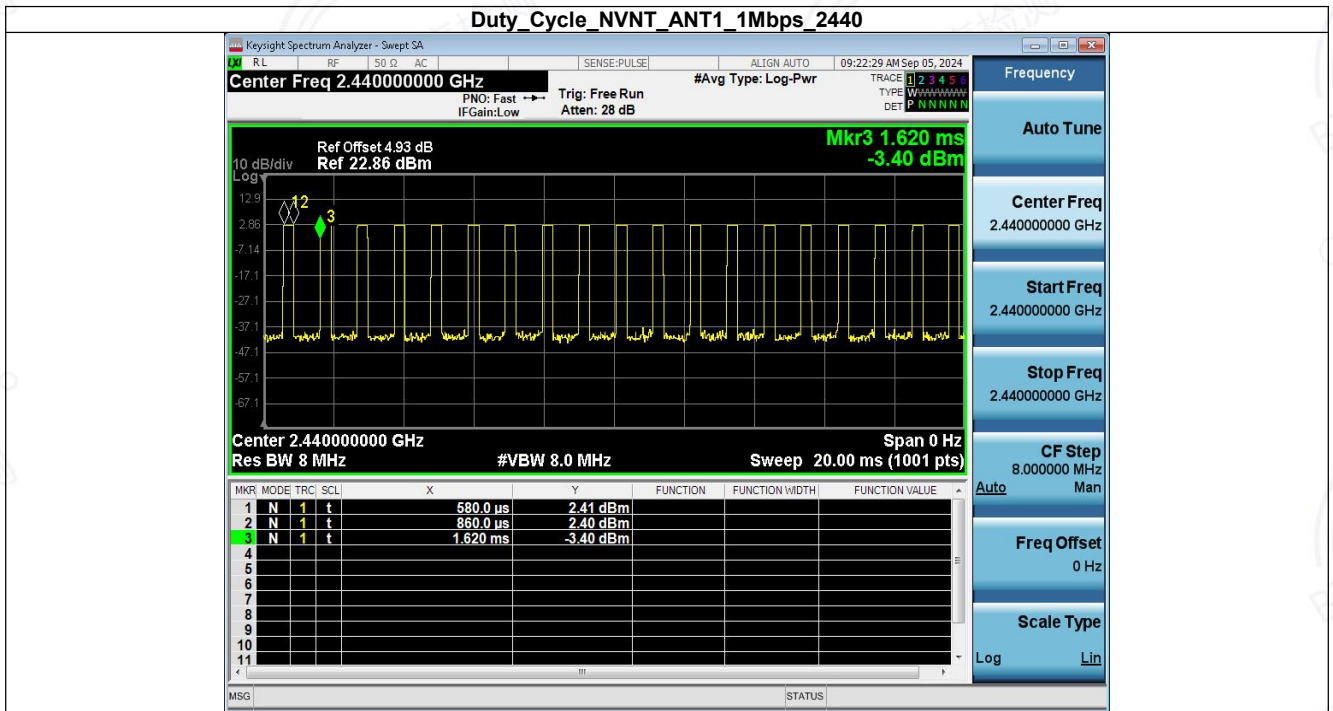 Duty_Cycle_NVNT_ANT1_1Mbps_2440
Keysight Spectrum Analyzer - Swept SA
LXI RL RF 50 Ω AC SENSE:PULSE ALIGN AUTO 09:22:29 AM Sep 05, 2024
Center Freq 2.440000000 GHz #Avg Type: Log-Pwr TRACE 1 2 3 4 5 6
PNO: Fast Trig: Free Run TYPE WWWWWW
IFGain:Low Atten: 28 dB DET P N N N N N
Mkr3 1.620 ms
Ref Offset 4.93 dB
10 dB/div Ref 22.86 dBm -3.40 dBm
Log
12.9
2.86
-7.14
-17.1
-27.1
-37.1
-47.1
-57.1
-67.1
1 2
3
Center 2.440000000 GHz Span 0 Hz
Res BW 8 MHz #VBW 8.0 MHz Sweep 20.00 ms (1001 pts)
MKR MODE TRC SCL X Y FUNCTION FUNCTION WIDTH FUNCTION VALUE
1 N 1 t 580.0 µs 2.41 dBm
2 N 1 t 860.0 µs 2.40 dBm
3 N 1 t 1.620 ms -3.40 dBm
4
5
6
7
8
9
10
11
MSG STATUS
Frequency
Auto Tune
Center Freq
2.440000000 GHz
Start Freq
2.440000000 GHz
Stop Freq
2.440000000 GHz
CF Step
8.000000 MHz
Auto Man
Freq Offset
0 Hz
Scale Type
Log Lin